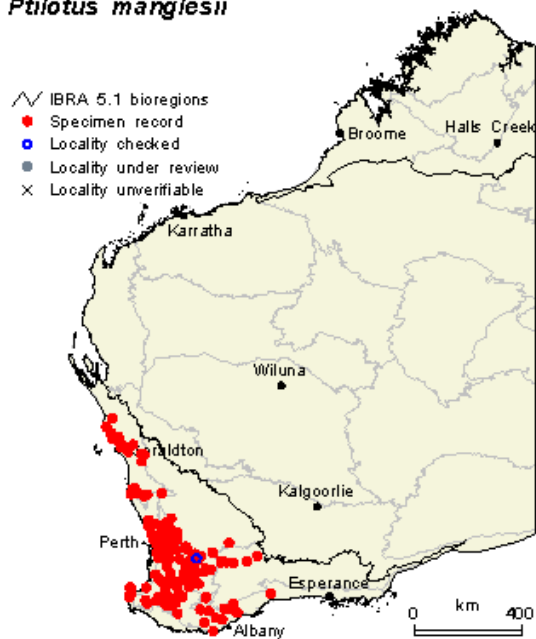 Ptilotus manglesii
IBRA 5.1 bioregions
Specimen record
Locality checked
Locality under review
Locality unverifiable
Broome
Halls Creek
Karratha
Wiluna
Geraldton
Kalgoorlie
Perth
Esperance
Albany
0 km 400